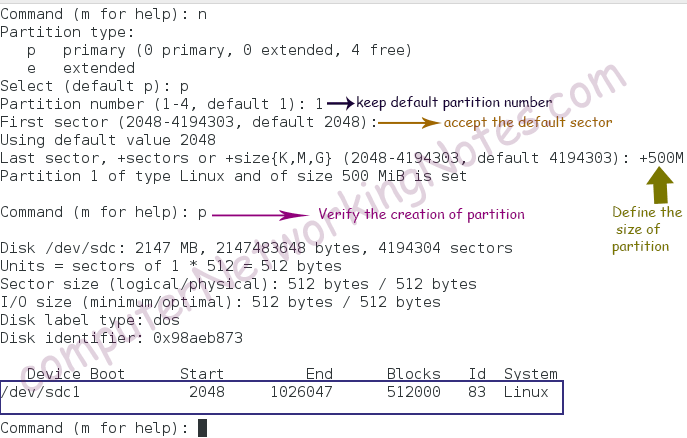 Command (m for help): n
Partition type:
   p   primary (0 primary, 0 extended, 4 free)
   e   extended
Select (default p): p
Partition number (1-4, default 1): 1 keep default partition number
First sector (2048-4194303, default 2048): accept the default sector
Using default value 2048
Last sector, +sectors or +size{K,M,G} (2048-4194303, default 4194303): +500M
Partition 1 of type Linux and of size 500 MiB is set
Command (m for help): p Verify the creation of partition
Define the
size of
partition
Disk /dev/sdc: 2147 MB, 2147483648 bytes, 4194304 sectors
Units = sectors of 1 * 512 = 512 bytes
Sector size (logical/physical): 512 bytes / 512 bytes
I/O size (minimum/optimal): 512 bytes / 512 bytes
Disk label type: dos
Disk identifier: 0x98aeb873
   Device Boot      Start         End      Blocks   Id  System
/dev/sdc1            2048     1026047      512000   83  Linux
Command (m for help):
computerNetworkingNotes.com